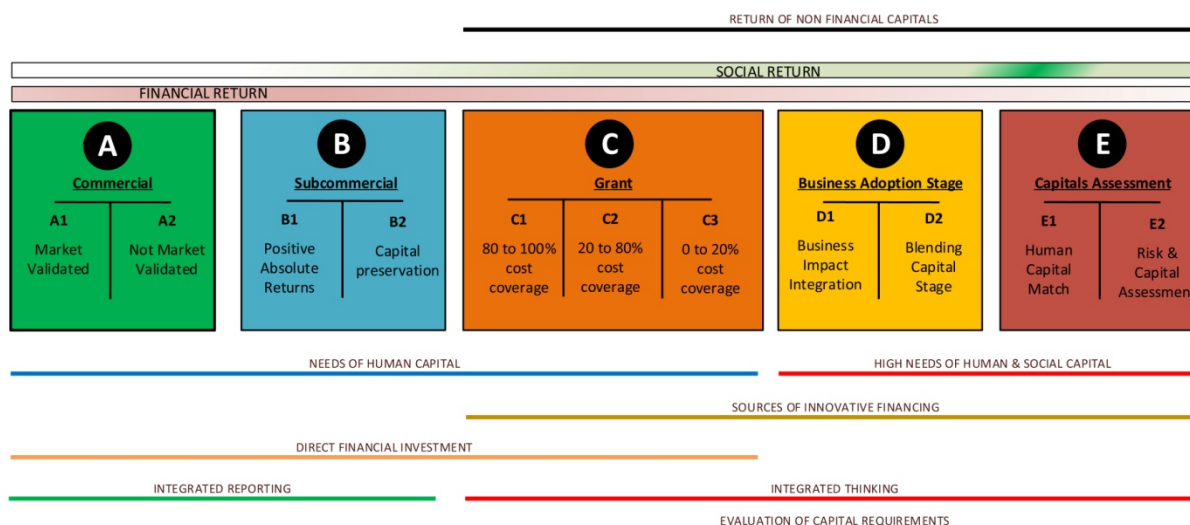 RETURN OF NON FINANCIAL CAPITALS
SOCIAL RETURN
FINANCIAL RETURN
A
Commercial
A1
Market
Validated
A2
Not Market
Validated
B
Subcommercial
B1
Positive
Absolute
Returns
B2
Capital
preservation
C
Grant
C1
80 to 100%
cost
coverage
C2
20 to 80%
cost
coverage
C3
0 to 20%
cost
coverage
D
Business Adoption Stage
D1
Business
Impact
Integration
D2
Blending
Capital
Stage
E
Capitals Assessment
E1
Human
Capital
Match
E2
Risk &
Capital
Assessmen
NEEDS OF HUMAN CAPITAL
HIGH NEEDS OF HUMAN & SOCIAL CAPITAL
SOURCES OF INNOVATIVE FINANCING
DIRECT FINANCIAL INVESTMENT
INTEGRATED REPORTING
INTEGRATED THINKING
EVALUATION OF CAPITAL REQUIREMENTS